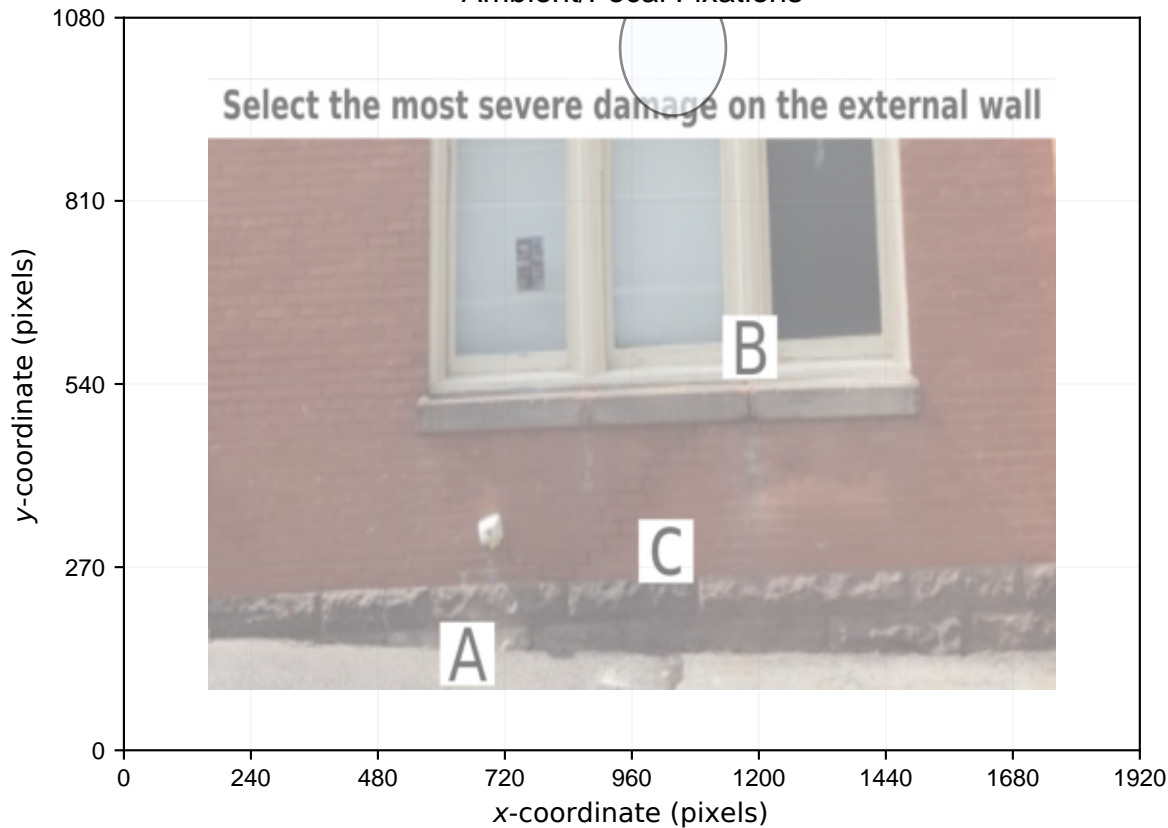 Ambient/Focal Fixations
Select the most severe damage on the external wall
B
C
A
y-coordinate (pixels)
1080
810
540
270
0
0 240 480 720 960 1200 1440 1680 1920
x-coordinate (pixels)